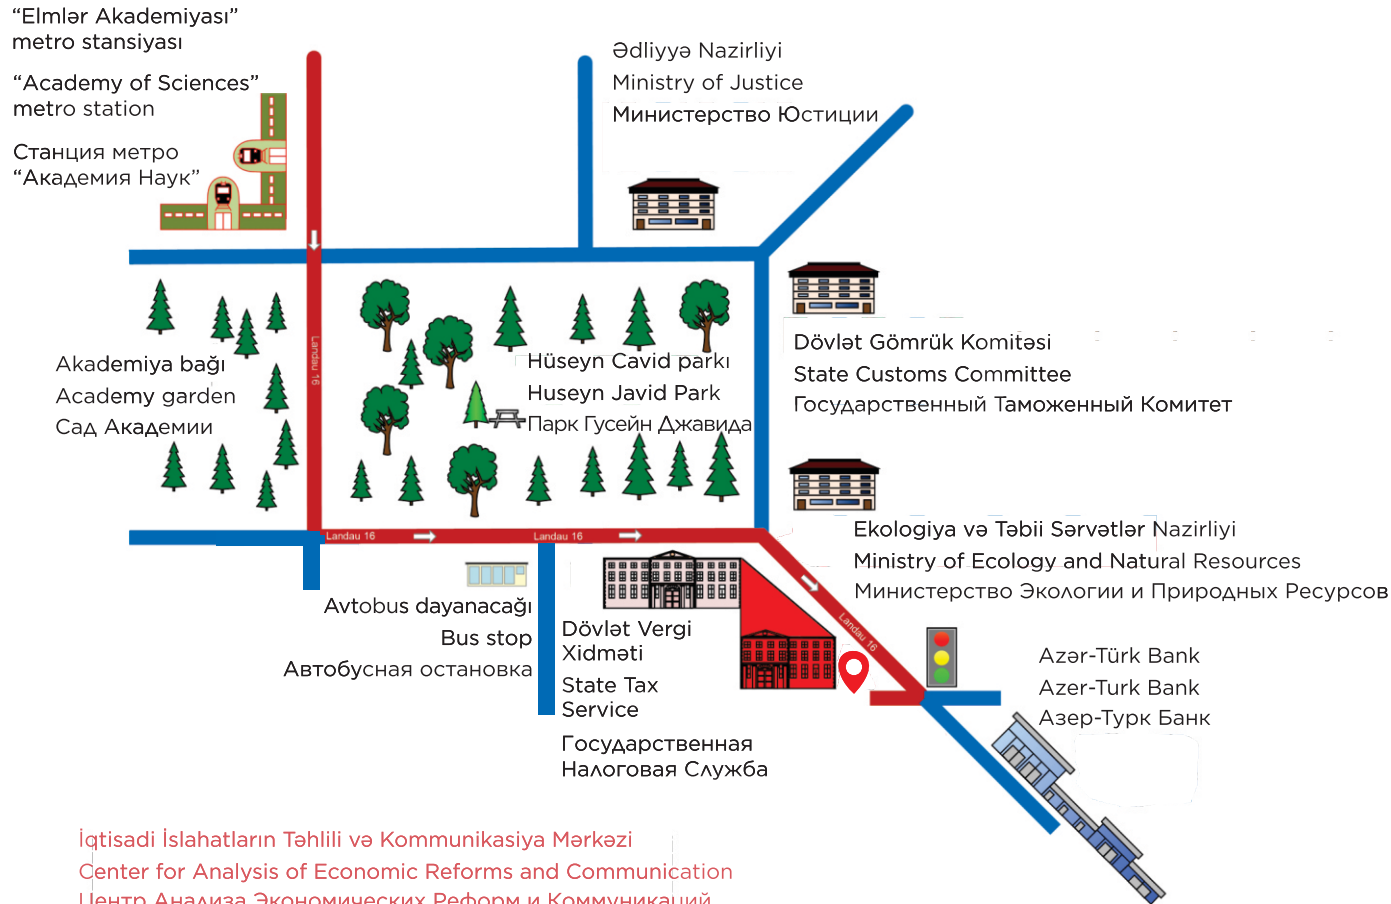 “Elmlər Akademiyası”
metro stansiyası
“Academy of Sciences”
metro station
Станция метро
“Академия Наук”
Ədliyyə Nazirliyi
Ministry of Justice
Министерство Юстиции
Landau 16
Akademiya bağı
Academy garden
Сад Академии
Hüseyn Cavid parkı
Huseyn Javid Park
Парк Гусейн Джавида
Dövlət Gömrük Komitəsi
State Customs Committee
Государственный Таможенный Комитет
Landau 16
Landau 16
Ekologiya və Təbii Sərvətlər Nazirliyi
Ministry of Ecology and Natural Resources
Министерство Экологии и Природных Ресурсов
Avtobus dayanacağı
Bus stop
Автобусная остановка
Dövlət Vergi
Xidməti
State Tax
Service
Государственная
Налоговая Служба
Landau 16
Azər-Türk Bank
Azer-Turk Bank
Азер-Турк Банк
İqtisadi İslahatların Təhlili və Kommunikasiya Mərkəzi
Center for Analysis of Economic Reforms and Communication
Центр Анализа Экономических Реформ и Коммуникаций